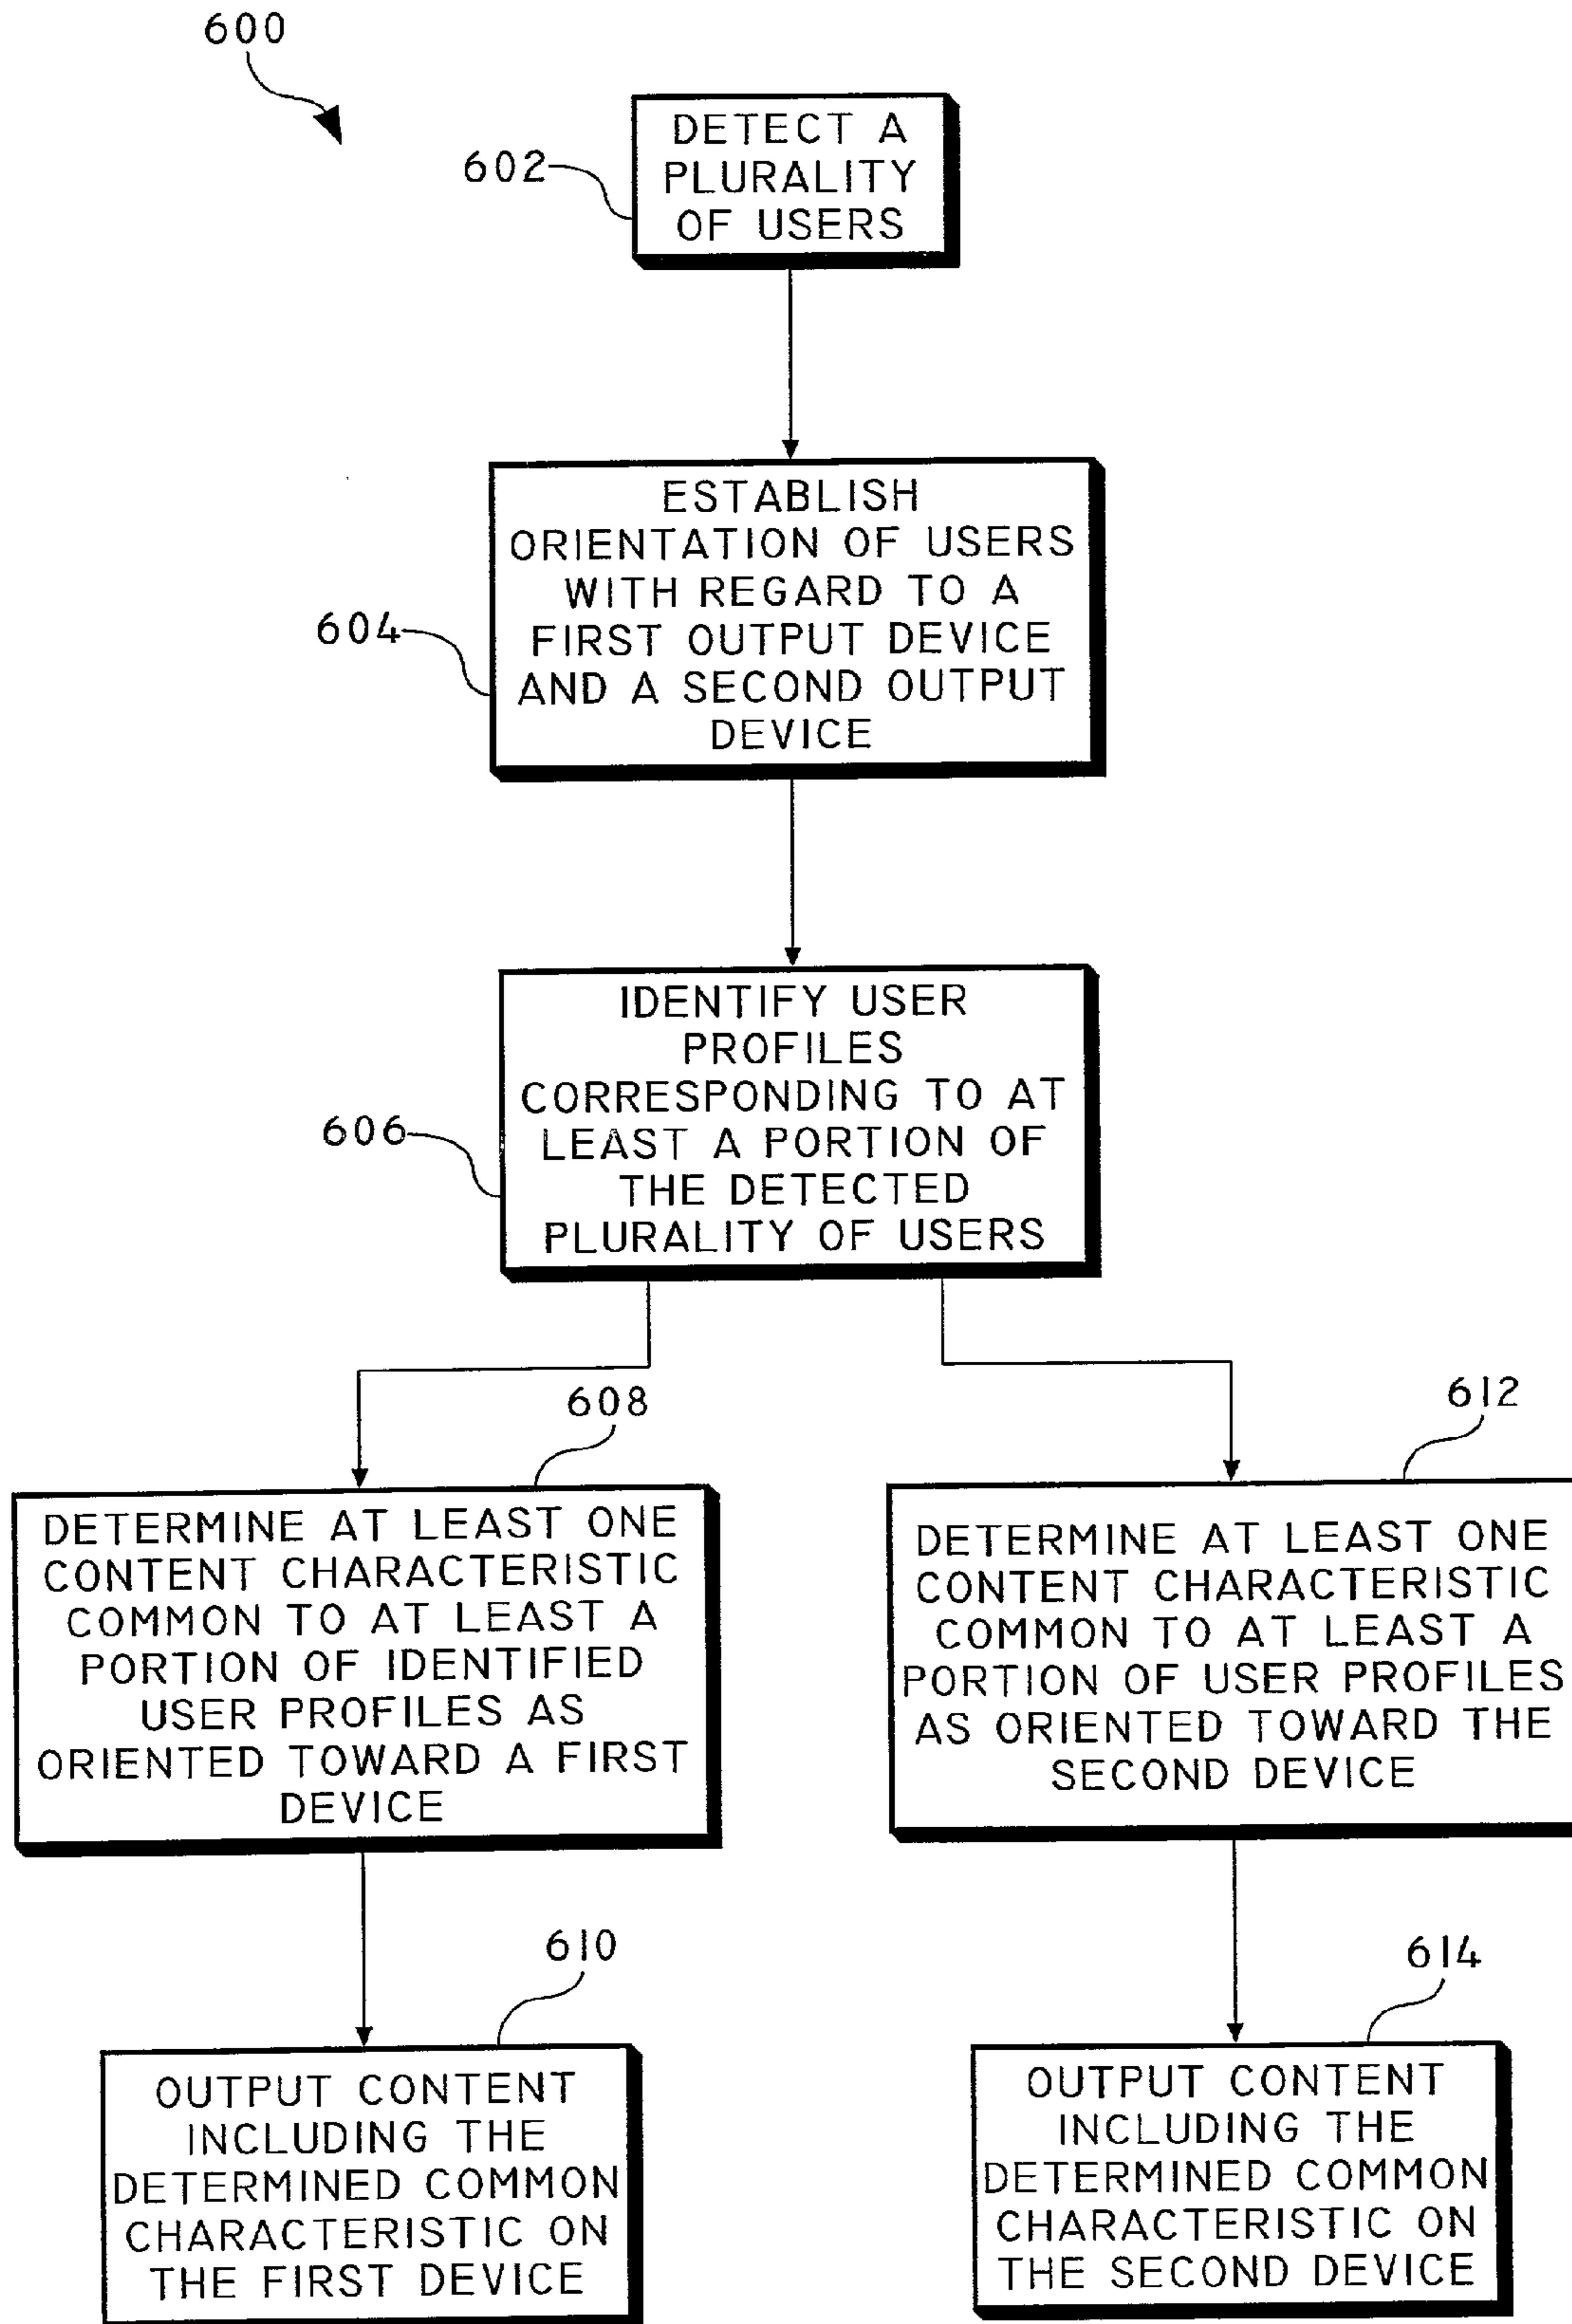 600
602
DETECT A
PLURALITY
OF USERS
604
ESTABLISH
ORIENTATION OF USERS
WITH REGARD TO A
FIRST OUTPUT DEVICE
AND A SECOND OUTPUT
DEVICE
606
IDENTIFY USER
PROFILES
CORRESPONDING TO AT
LEAST A PORTION OF
THE DETECTED
PLURALITY OF USERS
608
DETERMINE AT LEAST ONE
CONTENT CHARACTERISTIC
COMMON TO AT LEAST A
PORTION OF IDENTIFIED
USER PROFILES AS
ORIENTED TOWARD A FIRST
DEVICE
612
DETERMINE AT LEAST ONE
CONTENT CHARACTERISTIC
COMMON TO AT LEAST A
PORTION OF USER PROFILES
AS ORIENTED TOWARD THE
SECOND DEVICE
610
OUTPUT CONTENT
INCLUDING THE
DETERMINED COMMON
CHARACTERISTIC ON
THE FIRST DEVICE
614
OUTPUT CONTENT
INCLUDING THE
DETERMINED COMMON
CHARACTERISTIC ON
THE SECOND DEVICE